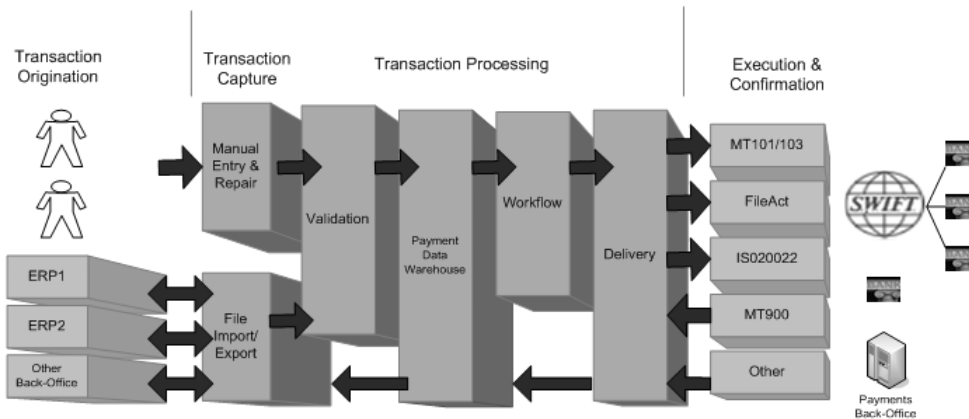 Transaction
Origination
Transaction
Capture
Transaction Processing
Execution &
Confirmation
Manual
Entry &
Repair
Validation
Payment
Data
Warehouse
Workflow
Delivery
MT101/103
FileAct
IS020022
MT900
Other
SWIFT
ERP1
ERP2
Other
Back-Office
File
Import/
Export
Payments
Back-Office